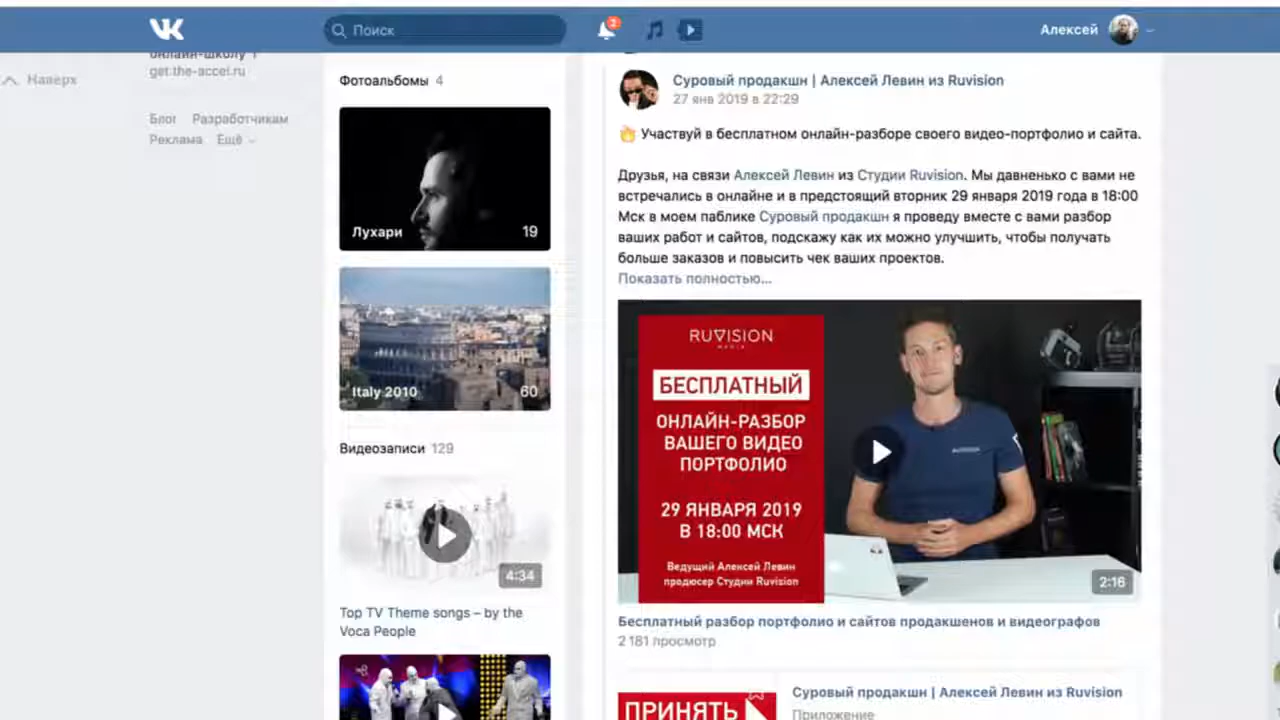 Поиск
2
Алексей
онлайн-школу 1
get.the-accel.ru
Наверх
Блог Разработчикам
Реклама Ещё
Фотоальбомы 4
Лухари 19
Italy 2010 60
Видеозаписи 129
4:34
Top TV Theme songs – by the
Voca People
Суровый продакшн | Алексей Левин из Ruvision
27 янв 2019 в 22:29
Участвуй в бесплатном онлайн-разборе своего видео-портфолио и сайта.
Друзья, на связи Алексей Левин из Студии Ruvision. Мы давненько с вами не
встречались в онлайне и в предстоящий вторник 29 января 2019 года в 18:00
Мск в моем паблике Суровый продакшн я проведу вместе с вами разбор
ваших работ и сайтов, подскажу как их можно улучшить, чтобы получать
больше заказов и повысить чек ваших проектов.
Показать полностью...
RUVISION
MEDIA
БЕСПЛАТНЫЙ
ОНЛАЙН-РАЗБОР
ВАШЕГО ВИДЕО
ПОРТФОЛИО
29 ЯНВАРЯ 2019
В 18:00 МСК
Ведущий Алексей Левин
продюсер Студии Ruvision
2:16
Бесплатный разбор портфолио и сайтов продакшенов и видеографов
2 181 просмотр
ПРИНЯТЬ
Суровый продакшн | Алексей Левин из Ruvision
Приложение